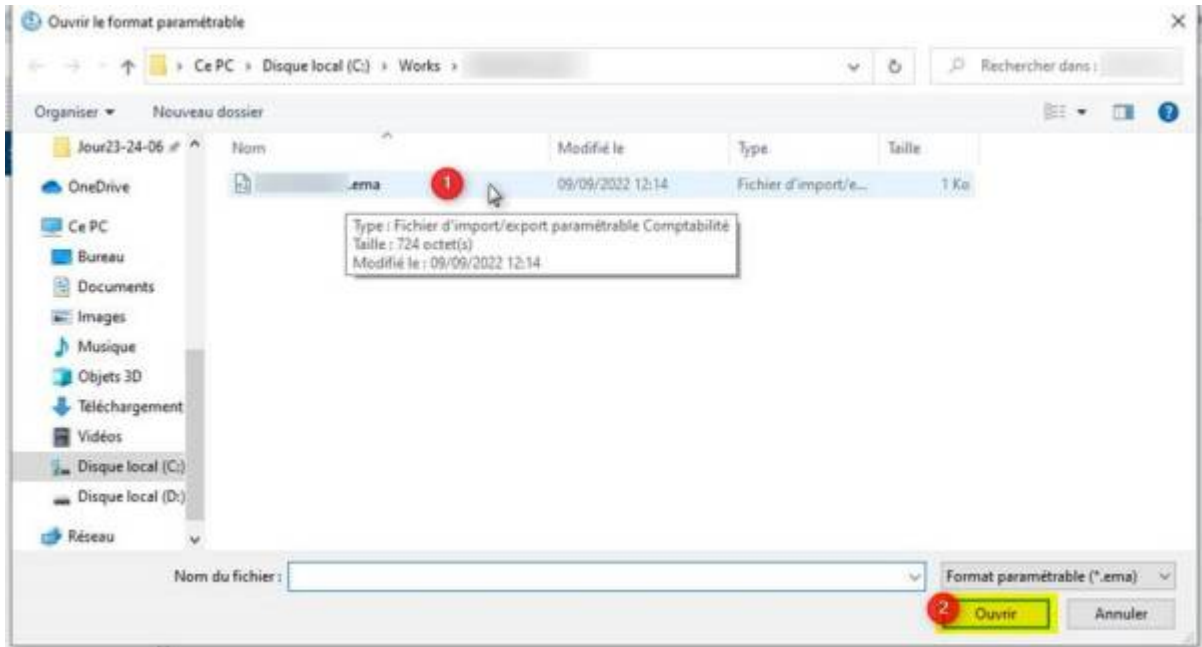 Ouvrir le format paramétrable
Ce PC › Disque local (C:) › Works ›
Rechercher dans :
Organiser
Nouveau dossier
Jour23-24-06
OneDrive
Ce PC
Bureau
Documents
Images
Musique
Objets 3D
Téléchargement
Vidéos
Disque local (C:)
Disque local (D:)
Réseau
Nom
Modifié le
Type
Taille
.ema
1
09/09/2022 12:14
Fichier d'import/e...
1 Ko
Type : Fichier d'import/export paramétrable Comptabilité
Taille : 724 octet(s)
Modifié le : 09/09/2022 12:14
Nom du fichier :
Format paramétrable (*.ema)
2
Ouvrir
Annuler